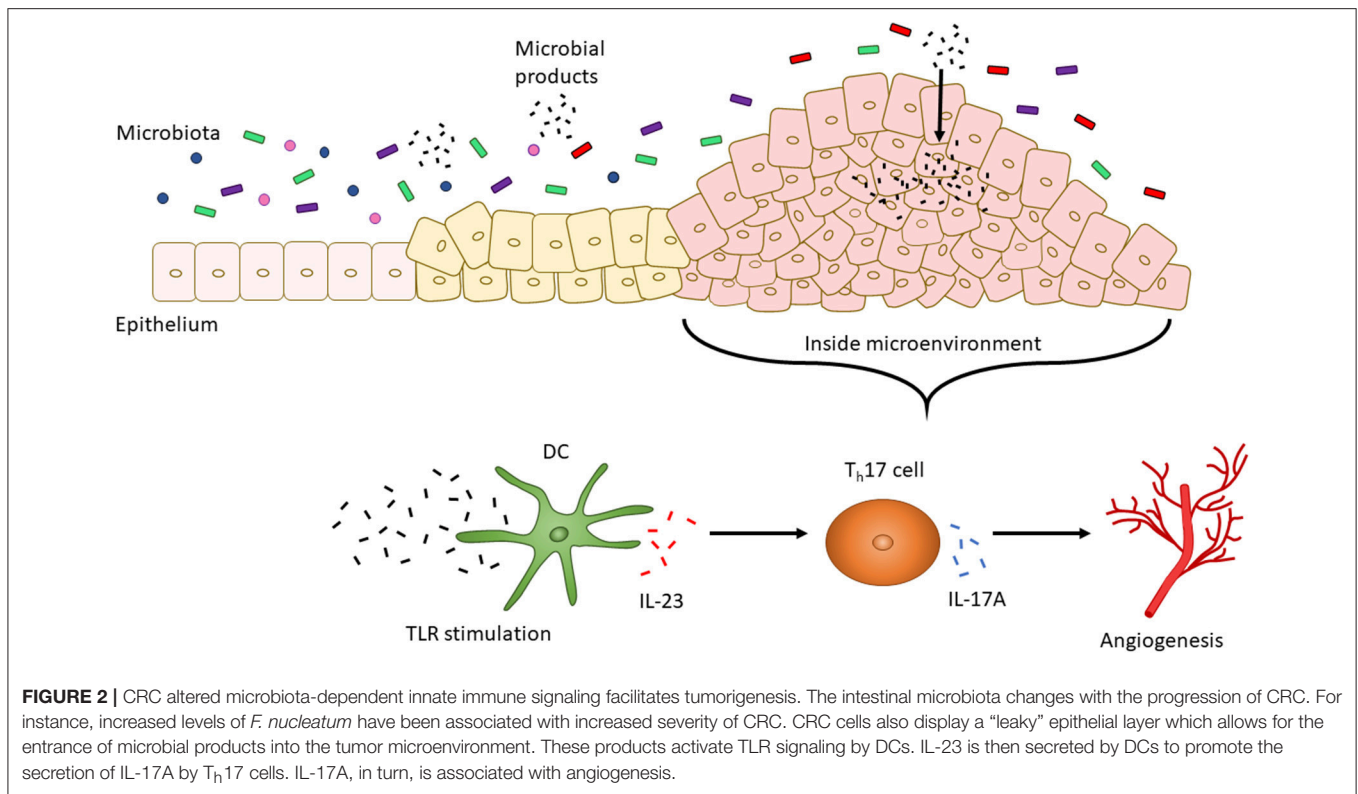 Microbial
products
Microbiota
Epithelium
Inside microenvironment
DC
T_h17 cell
IL-23
IL-17A
TLR stimulation
Angiogenesis
FIGURE 2 | CRC altered microbiota-dependent innate immune signaling facilitates tumorigenesis. The intestinal microbiota changes with the progression of CRC. For
instance, increased levels of F. nucleatum have been associated with increased severity of CRC. CRC cells also display a “leaky” epithelial layer which allows for the
entrance of microbial products into the tumor microenvironment. These products activate TLR signaling by DCs. IL-23 is then secreted by DCs to promote the
secretion of IL-17A by T_h17 cells. IL-17A, in turn, is associated with angiogenesis.